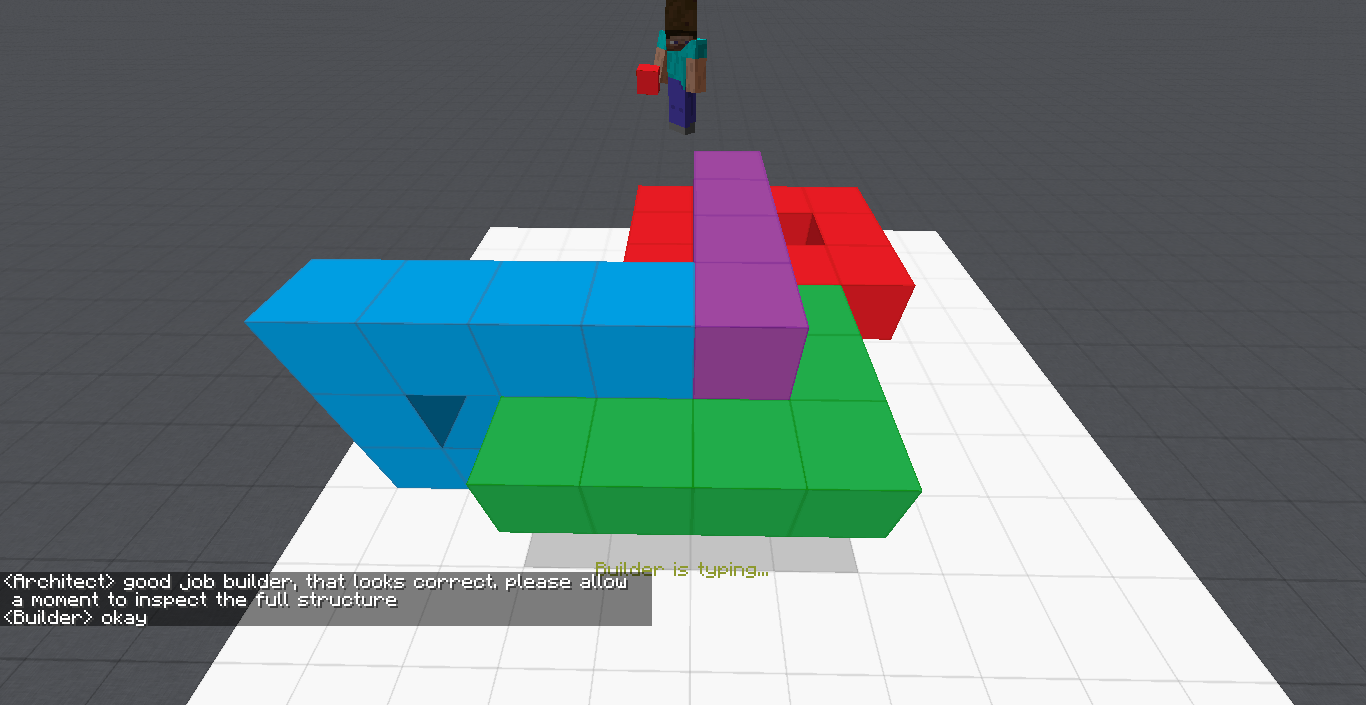 Builder is typing...
<Architect> good job builder, that looks correct. please allow
a moment to inspect the full structure
<Builder> okay